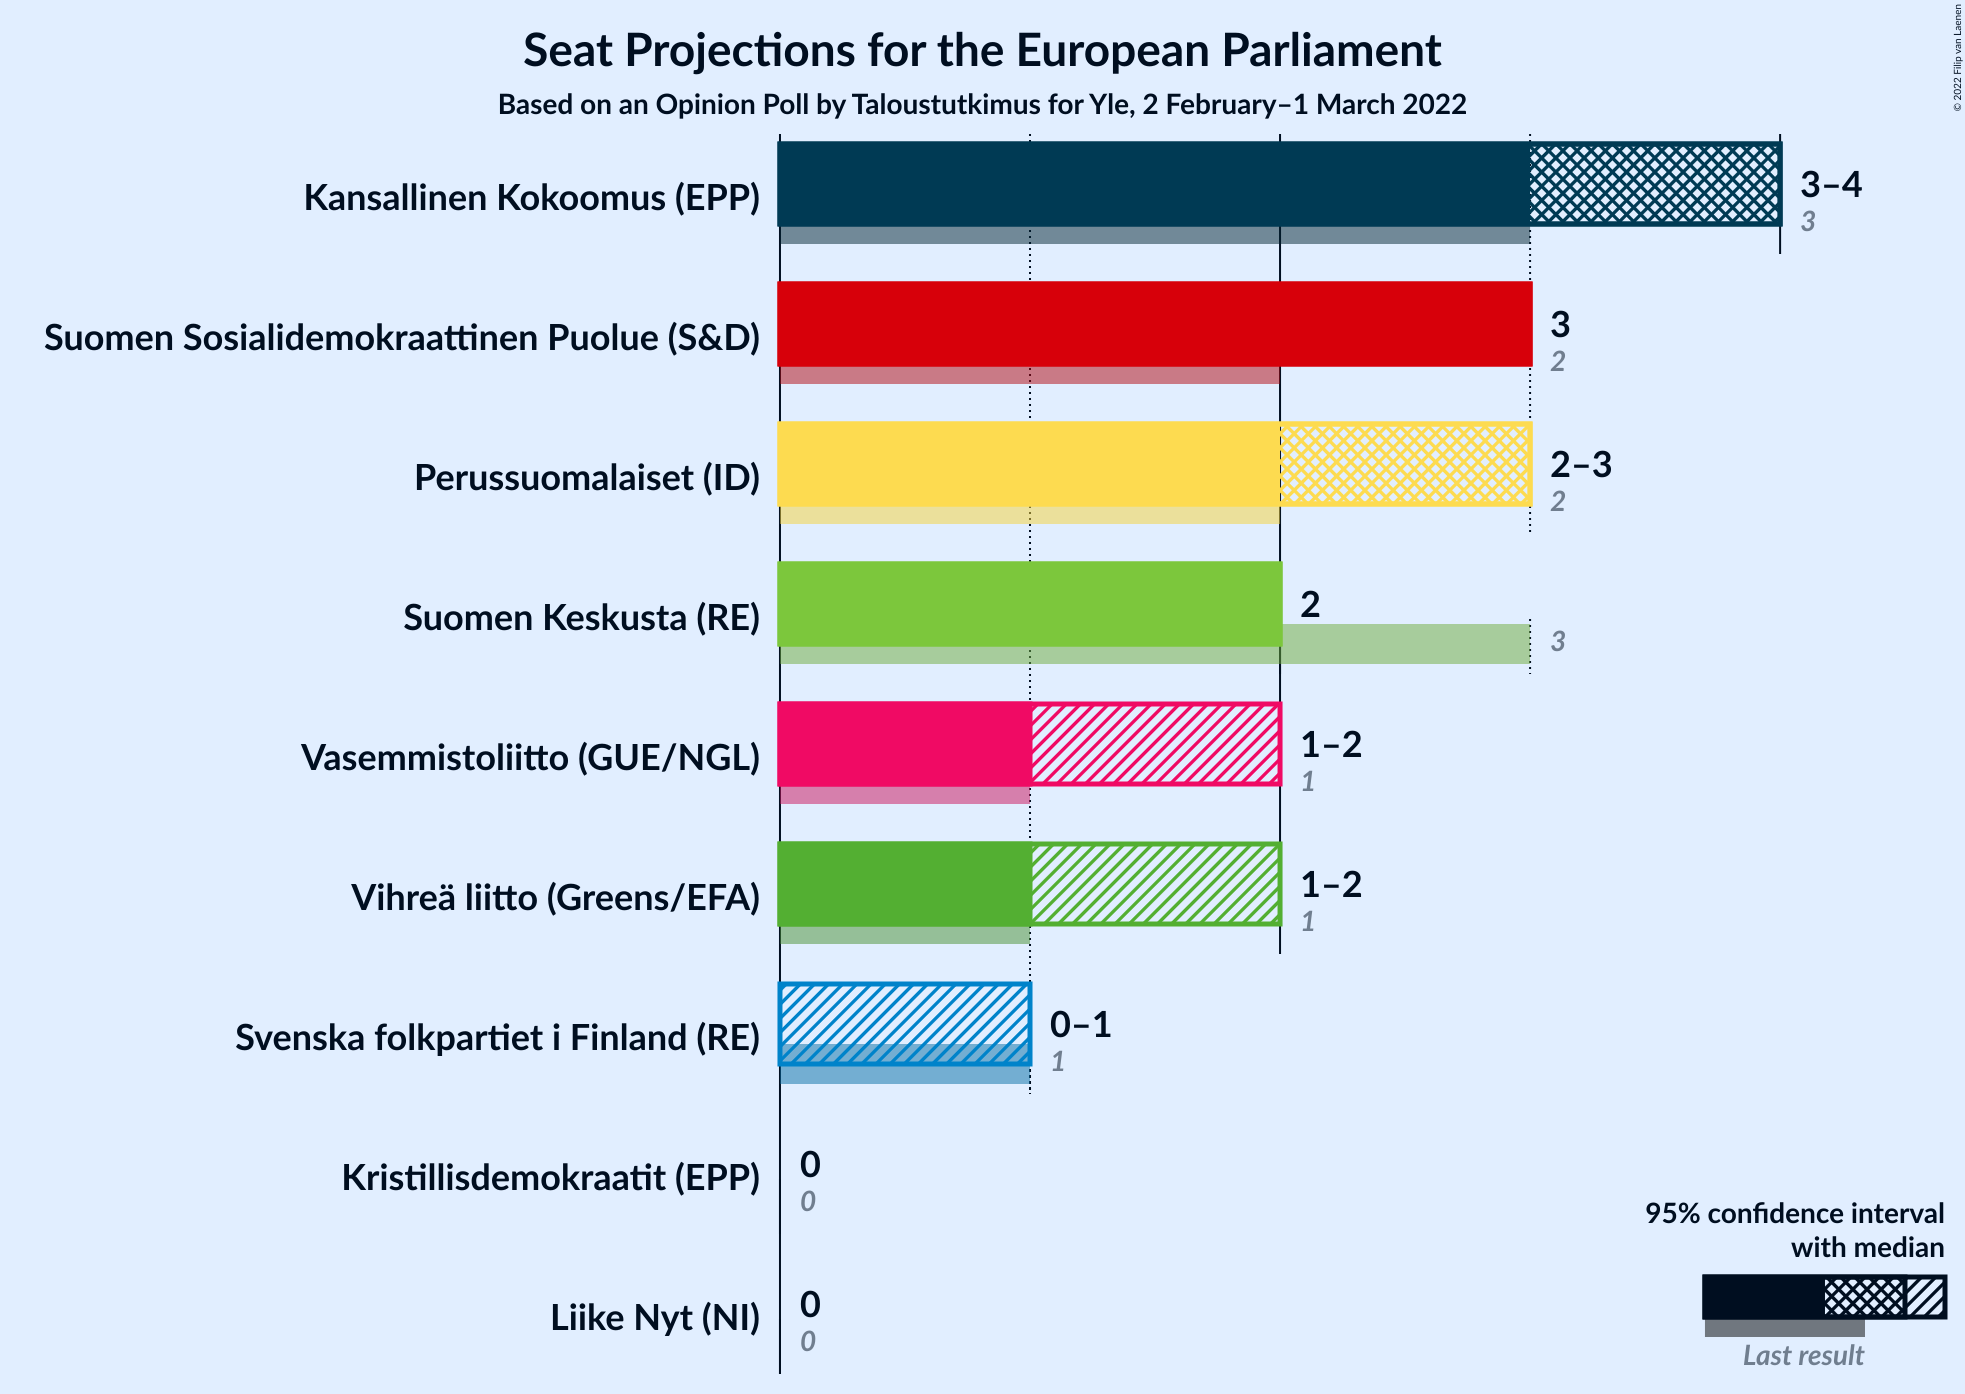 Seat Projections for the European Parliament
Based on an Opinion Poll by Taloustutkimus for Yle, 2 February–1 March 2022
© 2022 Filip van Laenen
Kansallinen Kokoomus (EPP)
3–4
3
Suomen Sosialidemokraattinen Puolue (S&D)
3
2
Perussuomalaiset (ID)
2–3
2
Suomen Keskusta (RE)
2
3
Vasemmistoliitto (GUE/NGL)
1–2
1
Vihreä liitto (Greens/EFA)
1–2
1
Svenska folkpartiet i Finland (RE)
0–1
1
Kristillisdemokraatit (EPP)
0
0
Liike Nyt (NI)
0
0
95% confidence interval
with median
Last result